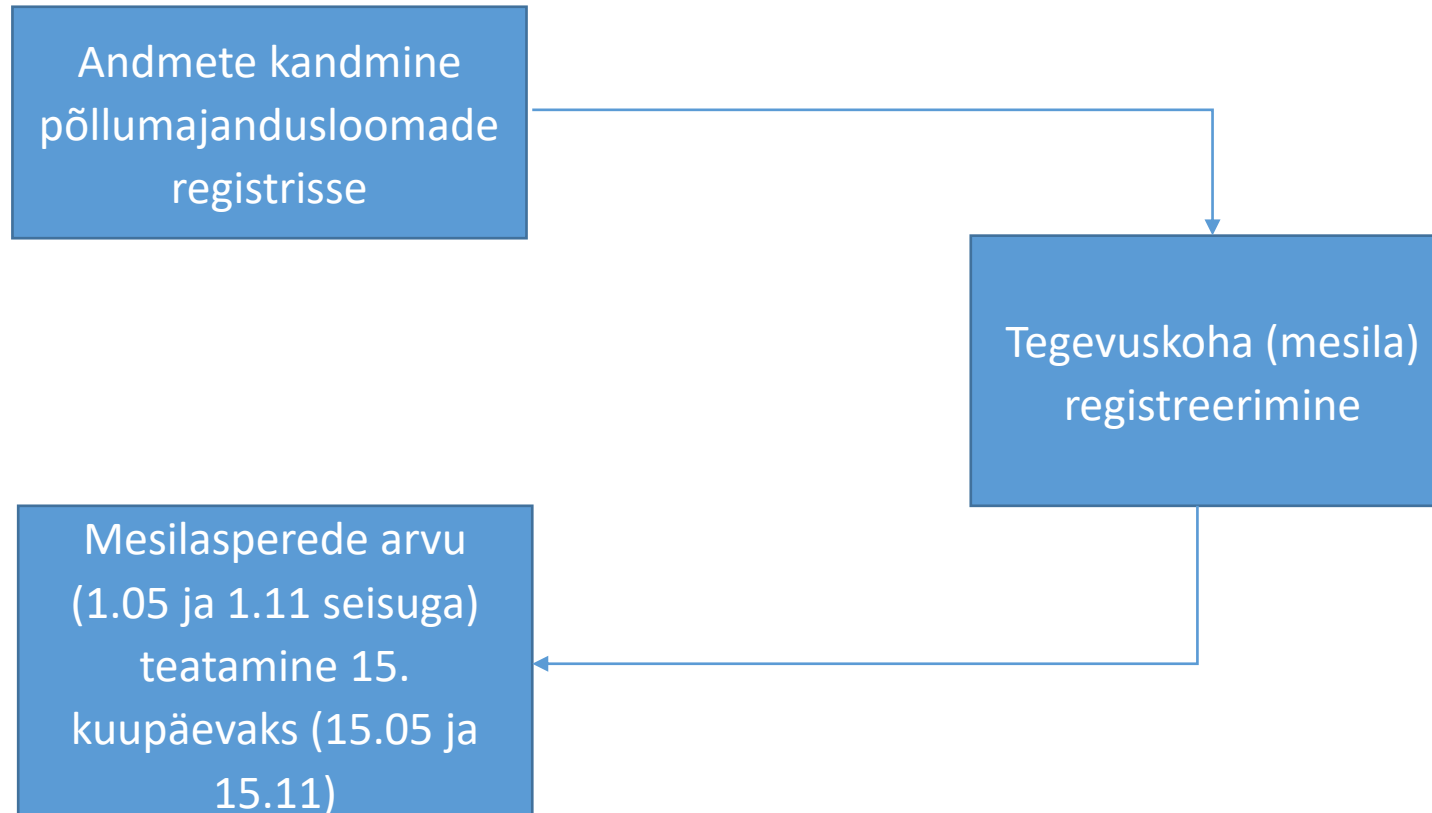 Andmete kandmine
põllumajandusloomade
registrisse
Tegevuskoha (mesila)
registreerimine
Mesilasperede arvu
(1.05 ja 1.11 seisuga)
teatamine 15.
kuupäevaks (15.05 ja
15.11)